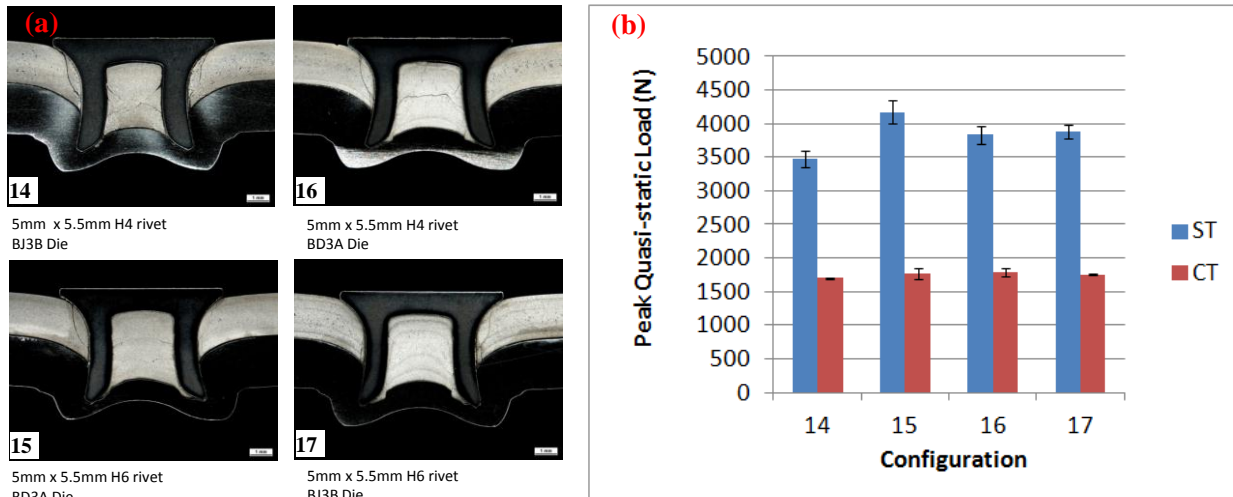 (a)
14
5mm x 5.5mm H4 rivet
BJ3B Die
16
5mm x 5.5mm H4 rivet
BD3A Die
15
5mm x 5.5mm H6 rivet
BD3A Die
17
5mm x 5.5mm H6 rivet
BJ3B Die
(b)
Peak Quasi-static Load (N)
5000
4500
4000
3500
3000
2500
2000
1500
1000
500
0
14 15 16 17
Configuration
ST
CT